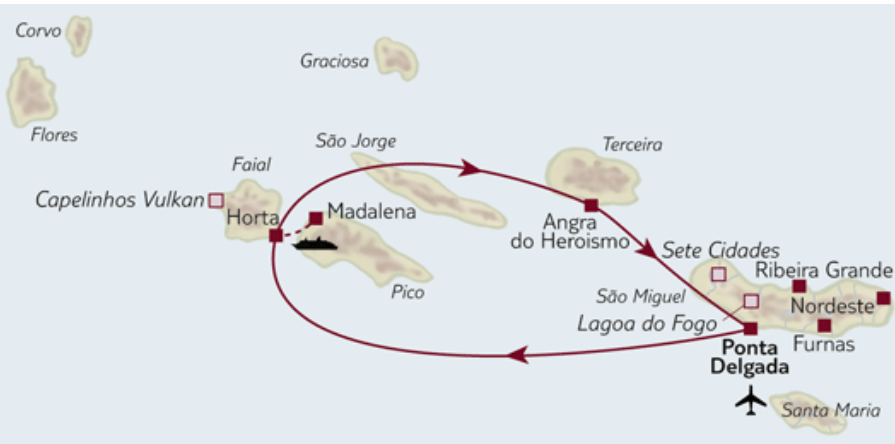 Corvo
Graciosa
Flores
São Jorge
Terceira
Faial
Capelinhos Vulkan
Horta
Madalena
Angra
do Heroismo
Sete Cidades
Ribeira Grande
Pico
São Miguel
Nordeste
Lagoa do Fogo
Furnas
Ponta
Delgada
Santa Maria